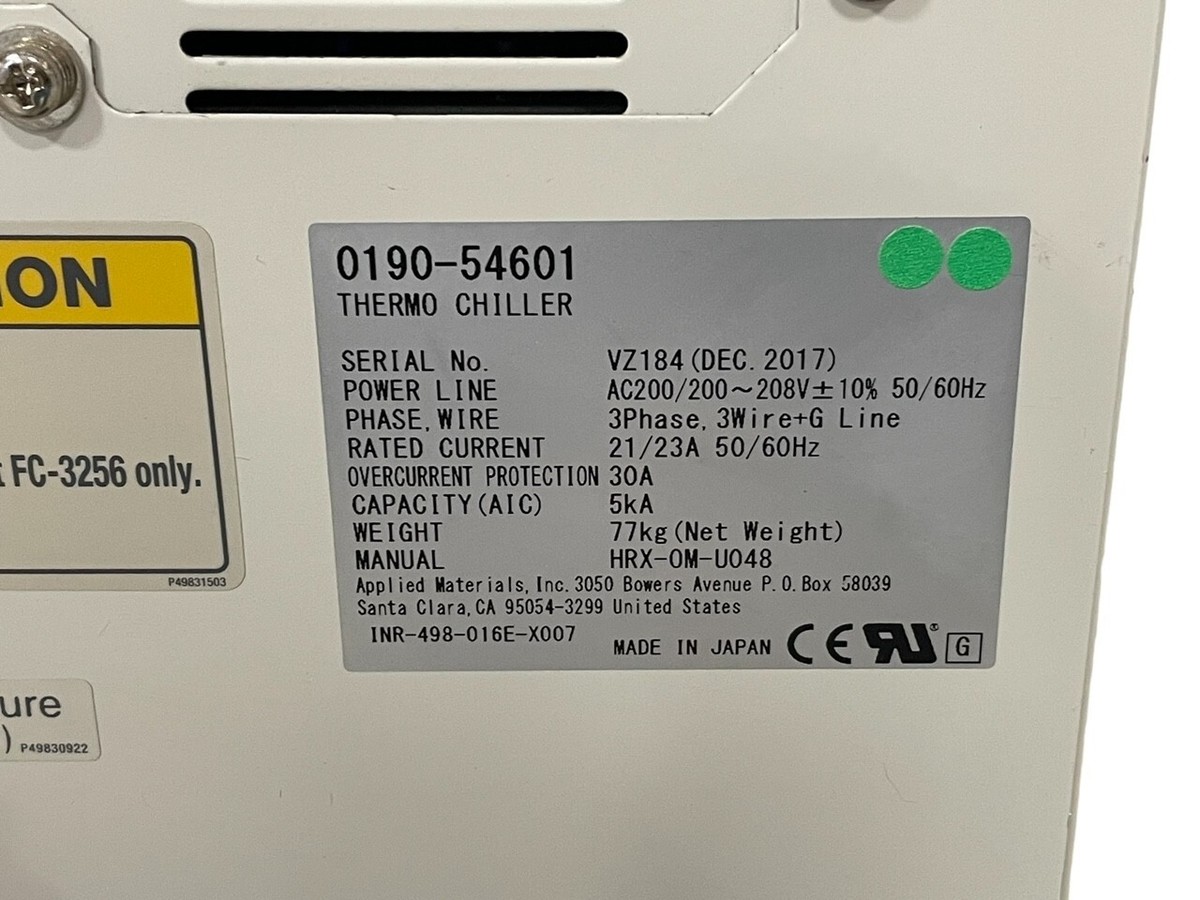 ION
FC-3256 only.
P49831503
ure
) P49830922
0190-54601
THERMO CHILLER
SERIAL No. VZ184(DEC.2017)
POWER LINE AC200/200～208V±10% 50/60Hz
PHASE,WIRE 3Phase,3Wire+G Line
RATED CURRENT 21/23A 50/60Hz
OVERCURRENT PROTECTION 30A
CAPACITY(AIC) 5kA
WEIGHT 77kg(Net Weight)
MANUAL HRX-OM-U048
Applied Materials,Inc.3050 Bowers Avenue P.O.Box 58039
Santa Clara,CA 95054-3299 United States
INR-498-016E-X007
MADE IN JAPAN CE RU® G